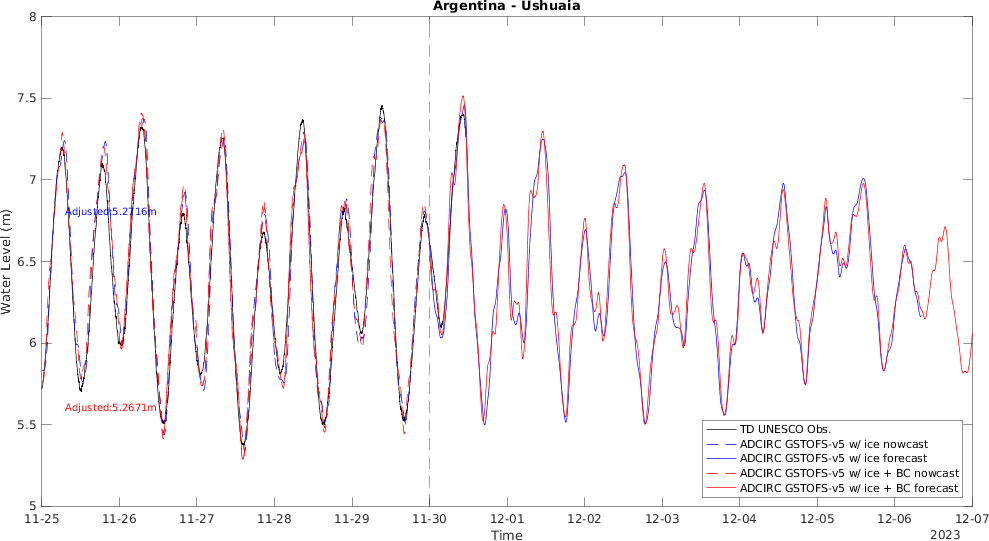 Argentina - Ushuaia
8
7.5
7
6.5
6
5.5
5
Water Level (m)
Adjusted:5.2716m
Adjusted:5.2671m
TD UNESCO Obs.
ADCIRC GSTOFS-v5 w/ ice nowcast
ADCIRC GSTOFS-v5 w/ ice forecast
ADCIRC GSTOFS-v5 w/ ice + BC nowcast
ADCIRC GSTOFS-v5 w/ ice + BC forecast
11-25 11-26 11-27 11-28 11-29 11-30 12-01 12-02 12-03 12-04 12-05 12-06 12-07
Time
2023